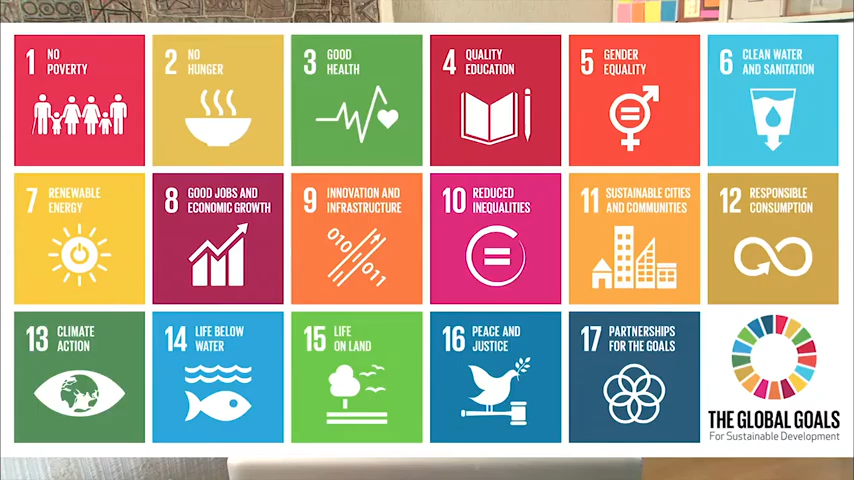 1 NO
POVERTY
2 NO
HUNGER
3 GOOD
HEALTH
4 QUALITY
EDUCATION
5 GENDER
EQUALITY
6 CLEAN WATER
AND SANITATION
7 RENEWABLE
ENERGY
8 GOOD JOBS AND
ECONOMIC GROWTH
9 INNOVATION AND
INFRASTRUCTURE
010
011
10 REDUCED
INEQUALITIES
11 SUSTAINABLE CITIES
AND COMMUNITIES
12 RESPONSIBLE
CONSUMPTION
13 CLIMATE
ACTION
14 LIFE BELOW
WATER
15 LIFE
ON LAND
16 PEACE AND
JUSTICE
17 PARTNERSHIPS
FOR THE GOALS
THE GLOBAL GOALS
For Sustainable Development